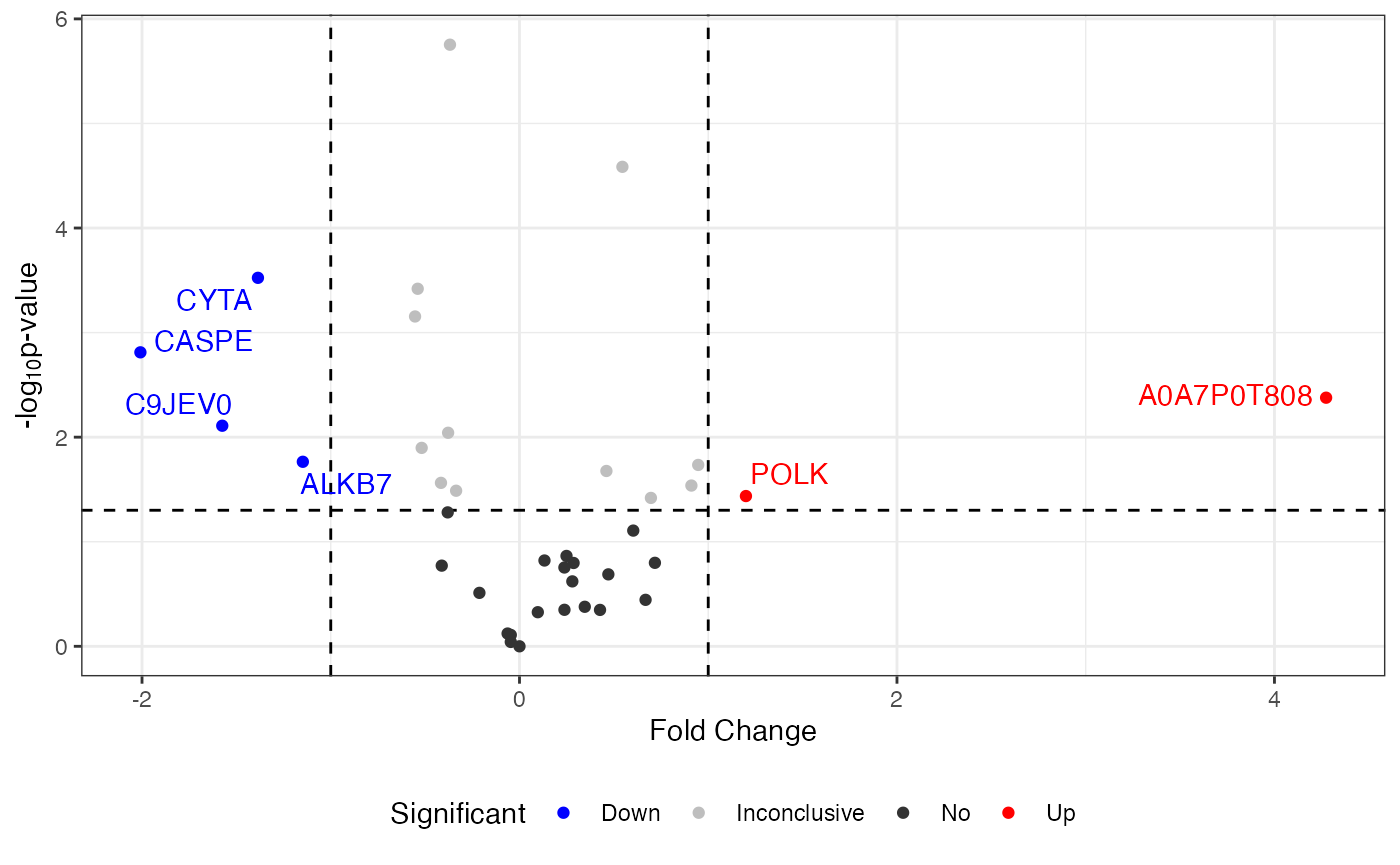 6
4
2
0
-log₁₀p-value
CYTA
CASPE
C9JEV0
ALKB7
A0A7P0T808
POLK
-2
0
2
4
Fold Change
Significant Down Inconclusive No Up